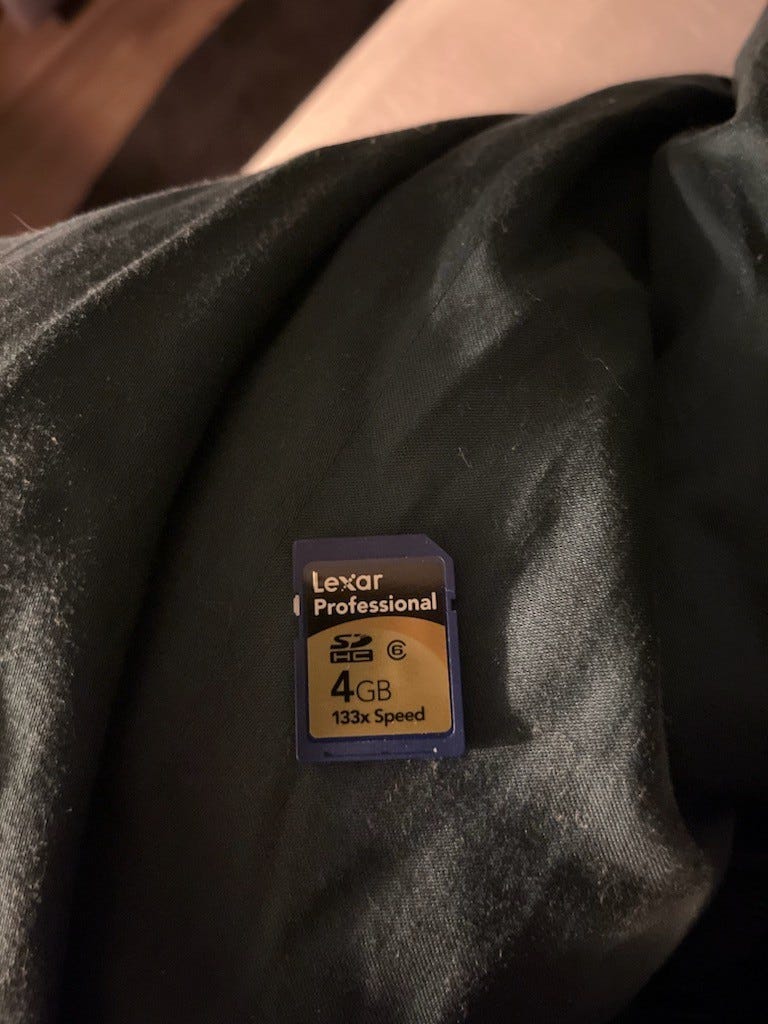 Lexar
Professional
SD
HC 6
4GB
133x Speed